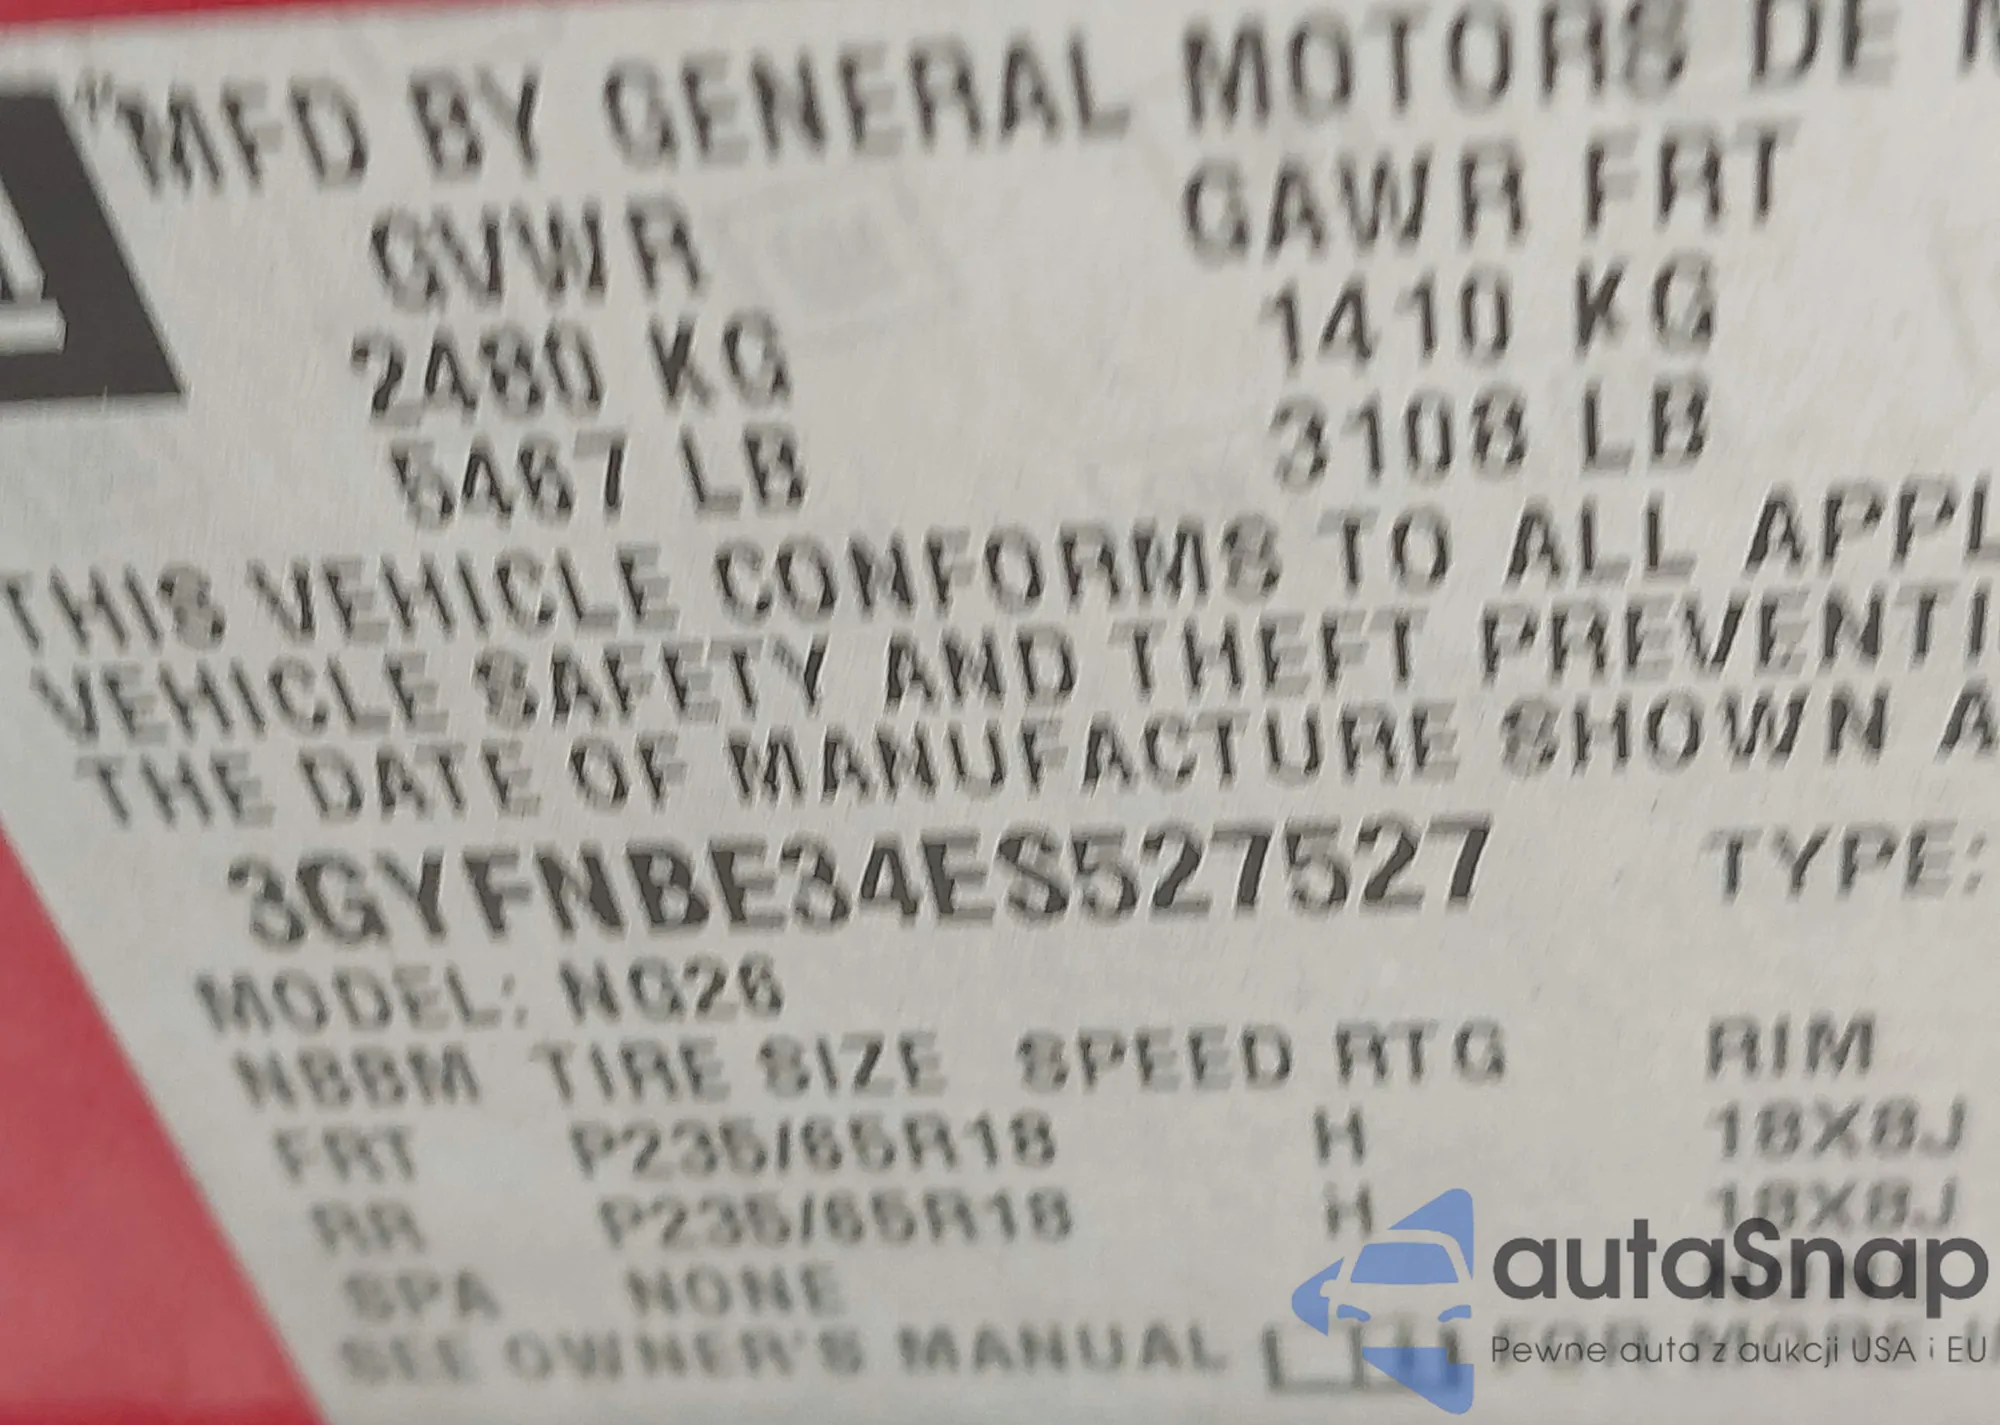 MFD BY GENERAL MOTORS DE
GVWR GAWR FRT
2480 KG 1410 KG
5467 LB 3108 LB
THIS VEHICLE CONFORMS TO ALL APPL
VEHICLE SAFETY AND THEFT PREVENTI
THE DATE OF MANUFACTURE SHOWN A
3GYFNBE34ES527527 TYPE:
MODEL: NG26
NBBM TIRE SIZE SPEED RTG RIM
FRT P235/65R18 H 18X8J
RR P235/65R18 H 18X8J
SPA NONE
SEE OWNER'S MANUAL FOR MORE
autaSnap
Pewne auta z aukcji USA i EU